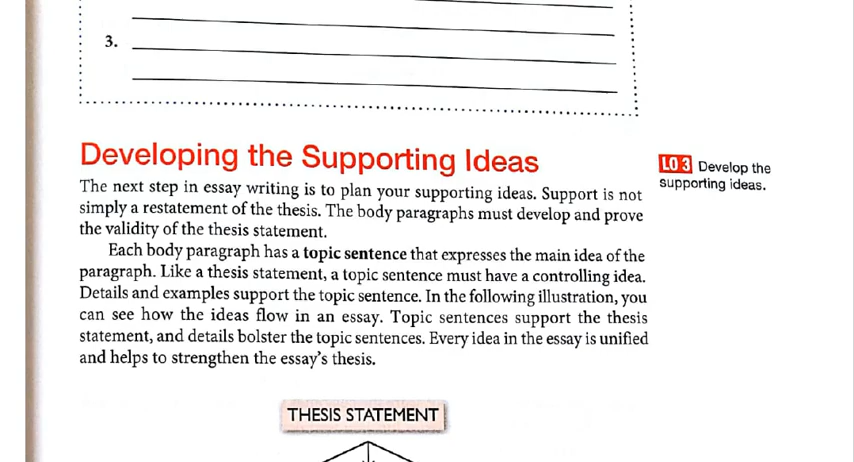 3.
Developing the Supporting Ideas
LO 3 Develop the
supporting ideas.
The next step in essay writing is to plan your supporting ideas. Support is not
simply a restatement of the thesis. The body paragraphs must develop and prove
the validity of the thesis statement.
Each body paragraph has a topic sentence that expresses the main idea of the
paragraph. Like a thesis statement, a topic sentence must have a controlling idea.
Details and examples support the topic sentence. In the following illustration, you
can see how the ideas flow in an essay. Topic sentences support the thesis
statement, and details bolster the topic sentences. Every idea in the essay is unified
and helps to strengthen the essay's thesis.
THESIS STATEMENT